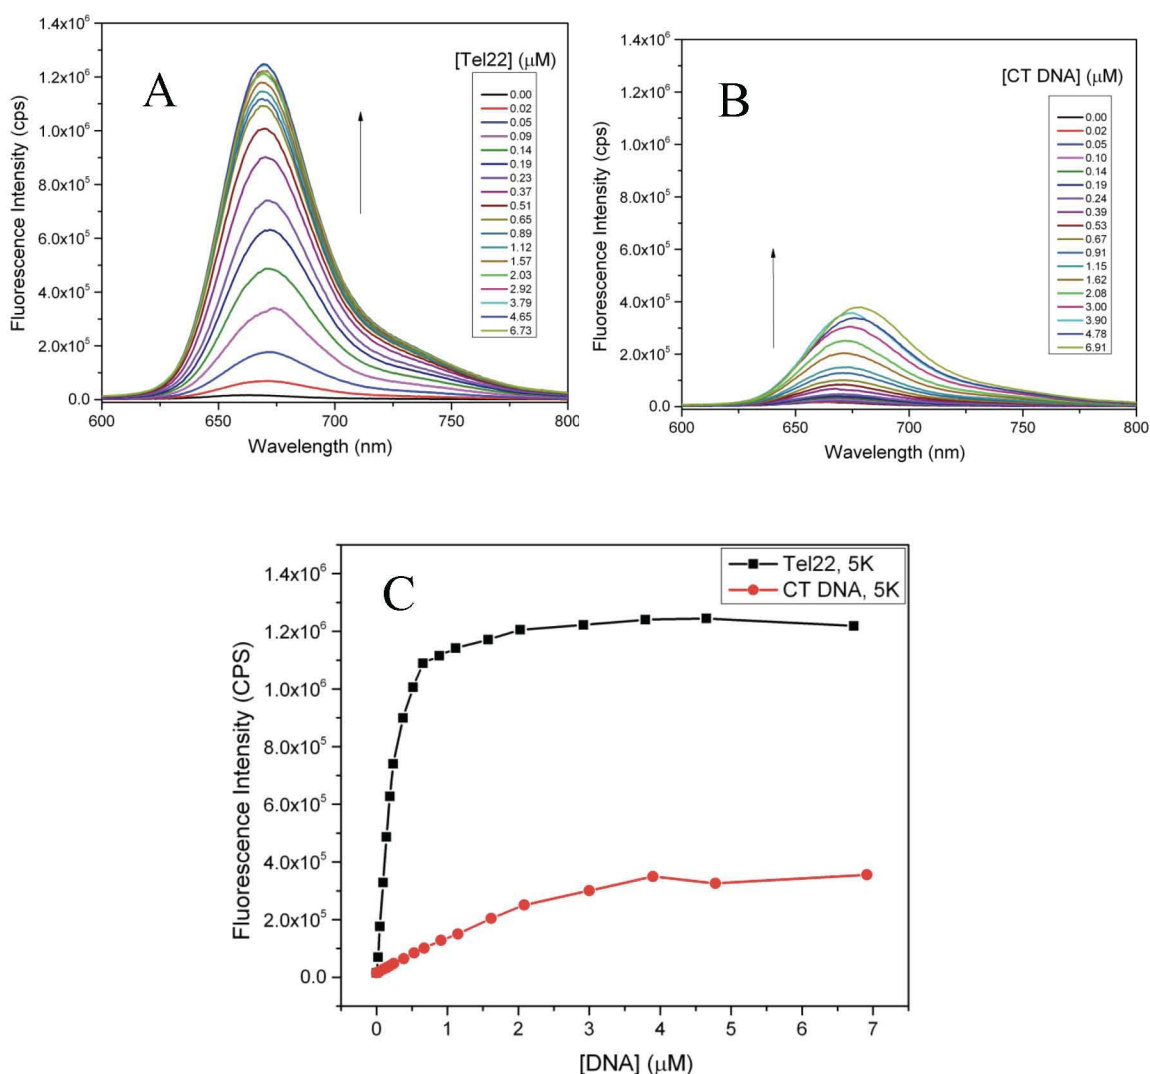 A
[Tel22] (μM)
0.00
0.02
0.05
0.09
0.14
0.19
0.23
0.37
0.51
0.65
0.89
1.12
1.57
2.03
2.92
3.79
4.65
6.73
1.4x10⁶
1.2x10⁶
1.0x10⁶
8.0x10⁵
6.0x10⁵
4.0x10⁵
2.0x10⁵
0.0
Fluorescence Intensity (cps)
600 650 700 750 800
Wavelength (nm)
B
[CT DNA] (μM)
0.00
0.02
0.05
0.10
0.14
0.19
0.24
0.39
0.53
0.67
0.91
1.15
1.62
2.08
3.00
3.90
4.78
6.91
1.4x10⁶
1.2x10⁶
1.0x10⁶
8.0x10⁵
6.0x10⁵
4.0x10⁵
2.0x10⁵
0.0
Fluorescence Intensity (cps)
600 650 700 750 800
Wavelength (nm)
C
Tel22, 5K
CT DNA, 5K
1.4x10⁶
1.2x10⁶
1.0x10⁶
8.0x10⁵
6.0x10⁵
4.0x10⁵
2.0x10⁵
0.0
Fluorescence Intensity (CPS)
0 1 2 3 4 5 6 7
[DNA] (μM)